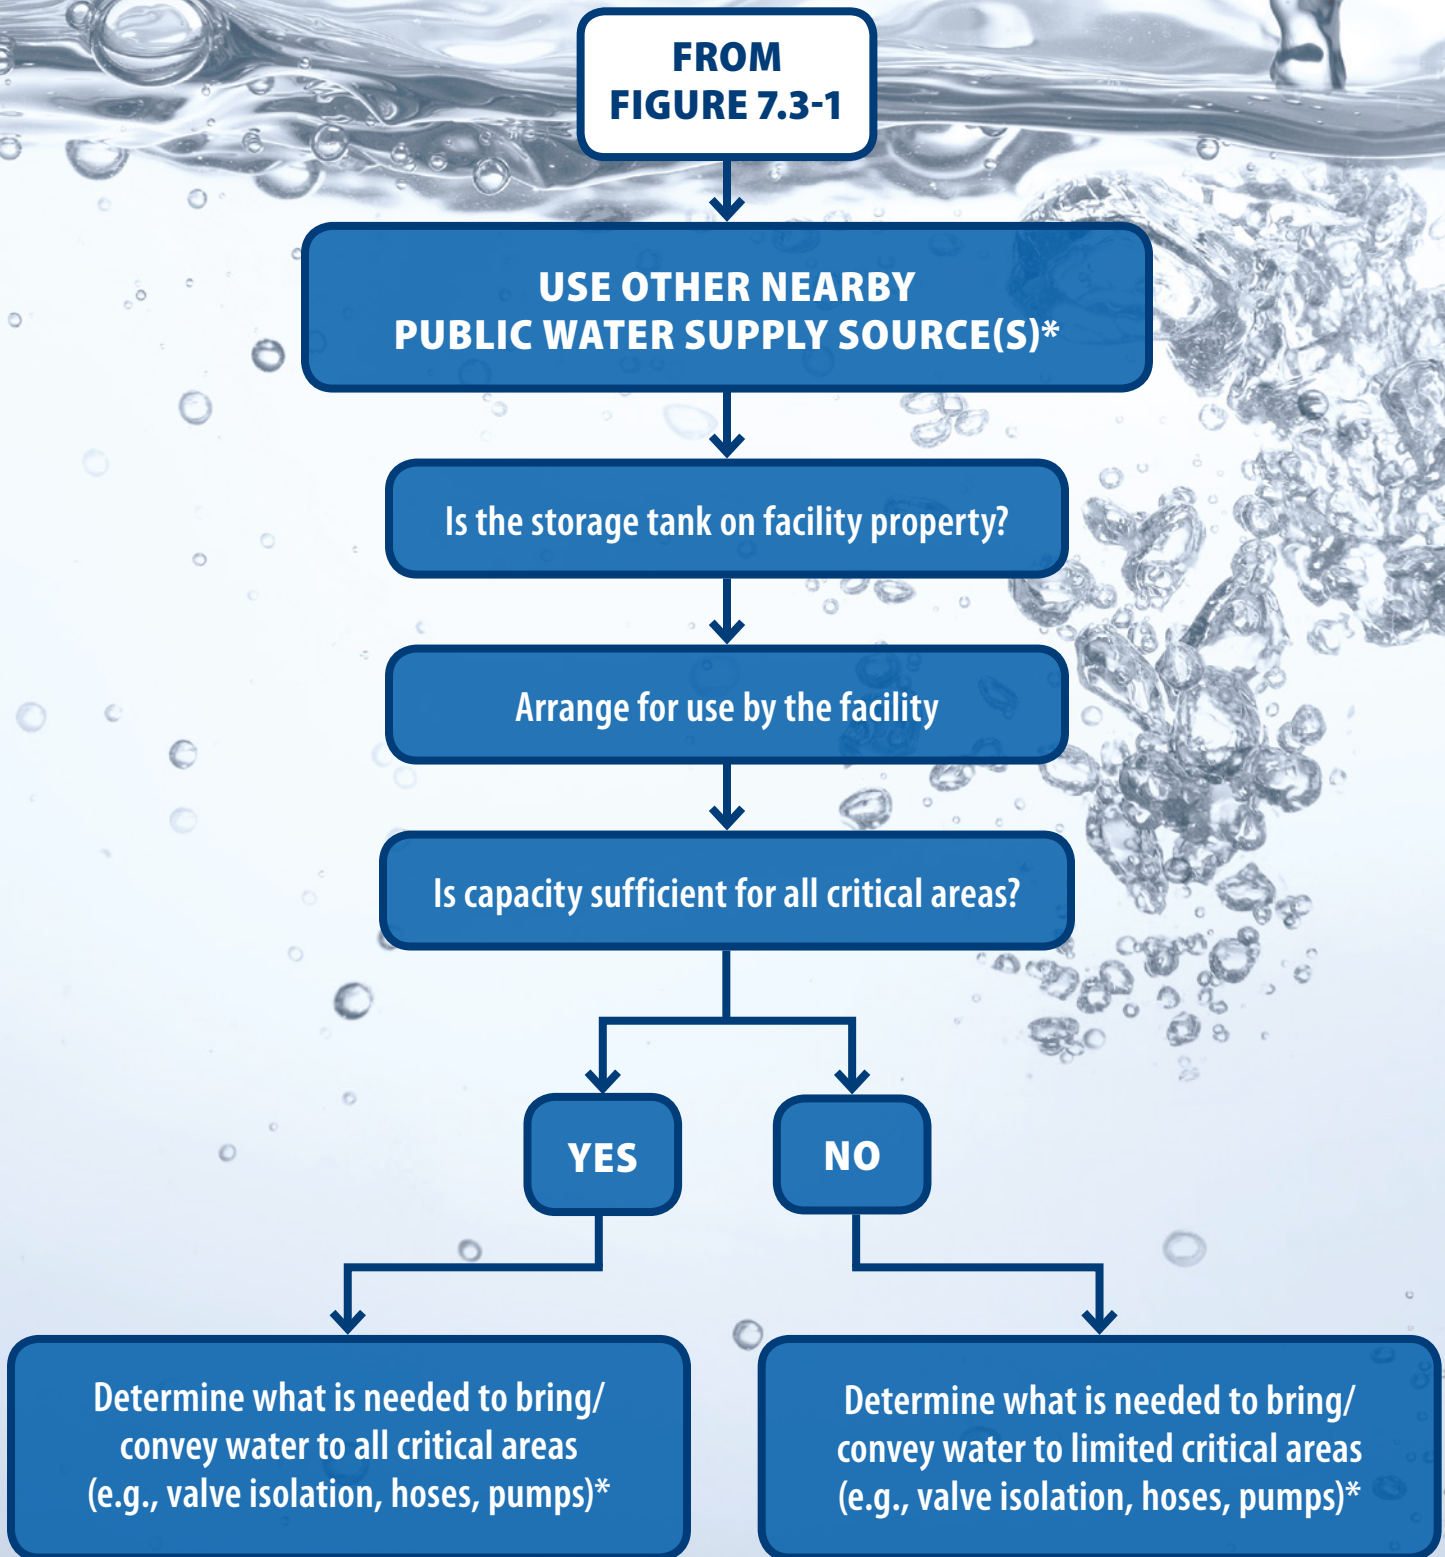 FROM
FIGURE 7.3-1
USE OTHER NEARBY
PUBLIC WATER SUPPLY SOURCE(S)*
Is the storage tank on facility property?
Arrange for use by the facility
Is capacity sufficient for all critical areas?
YES
NO
Determine what is needed to bring/
convey water to all critical areas
(e.g., valve isolation, hoses, pumps)*
Determine what is needed to bring/
convey water to limited critical areas
(e.g., valve isolation, hoses, pumps)*